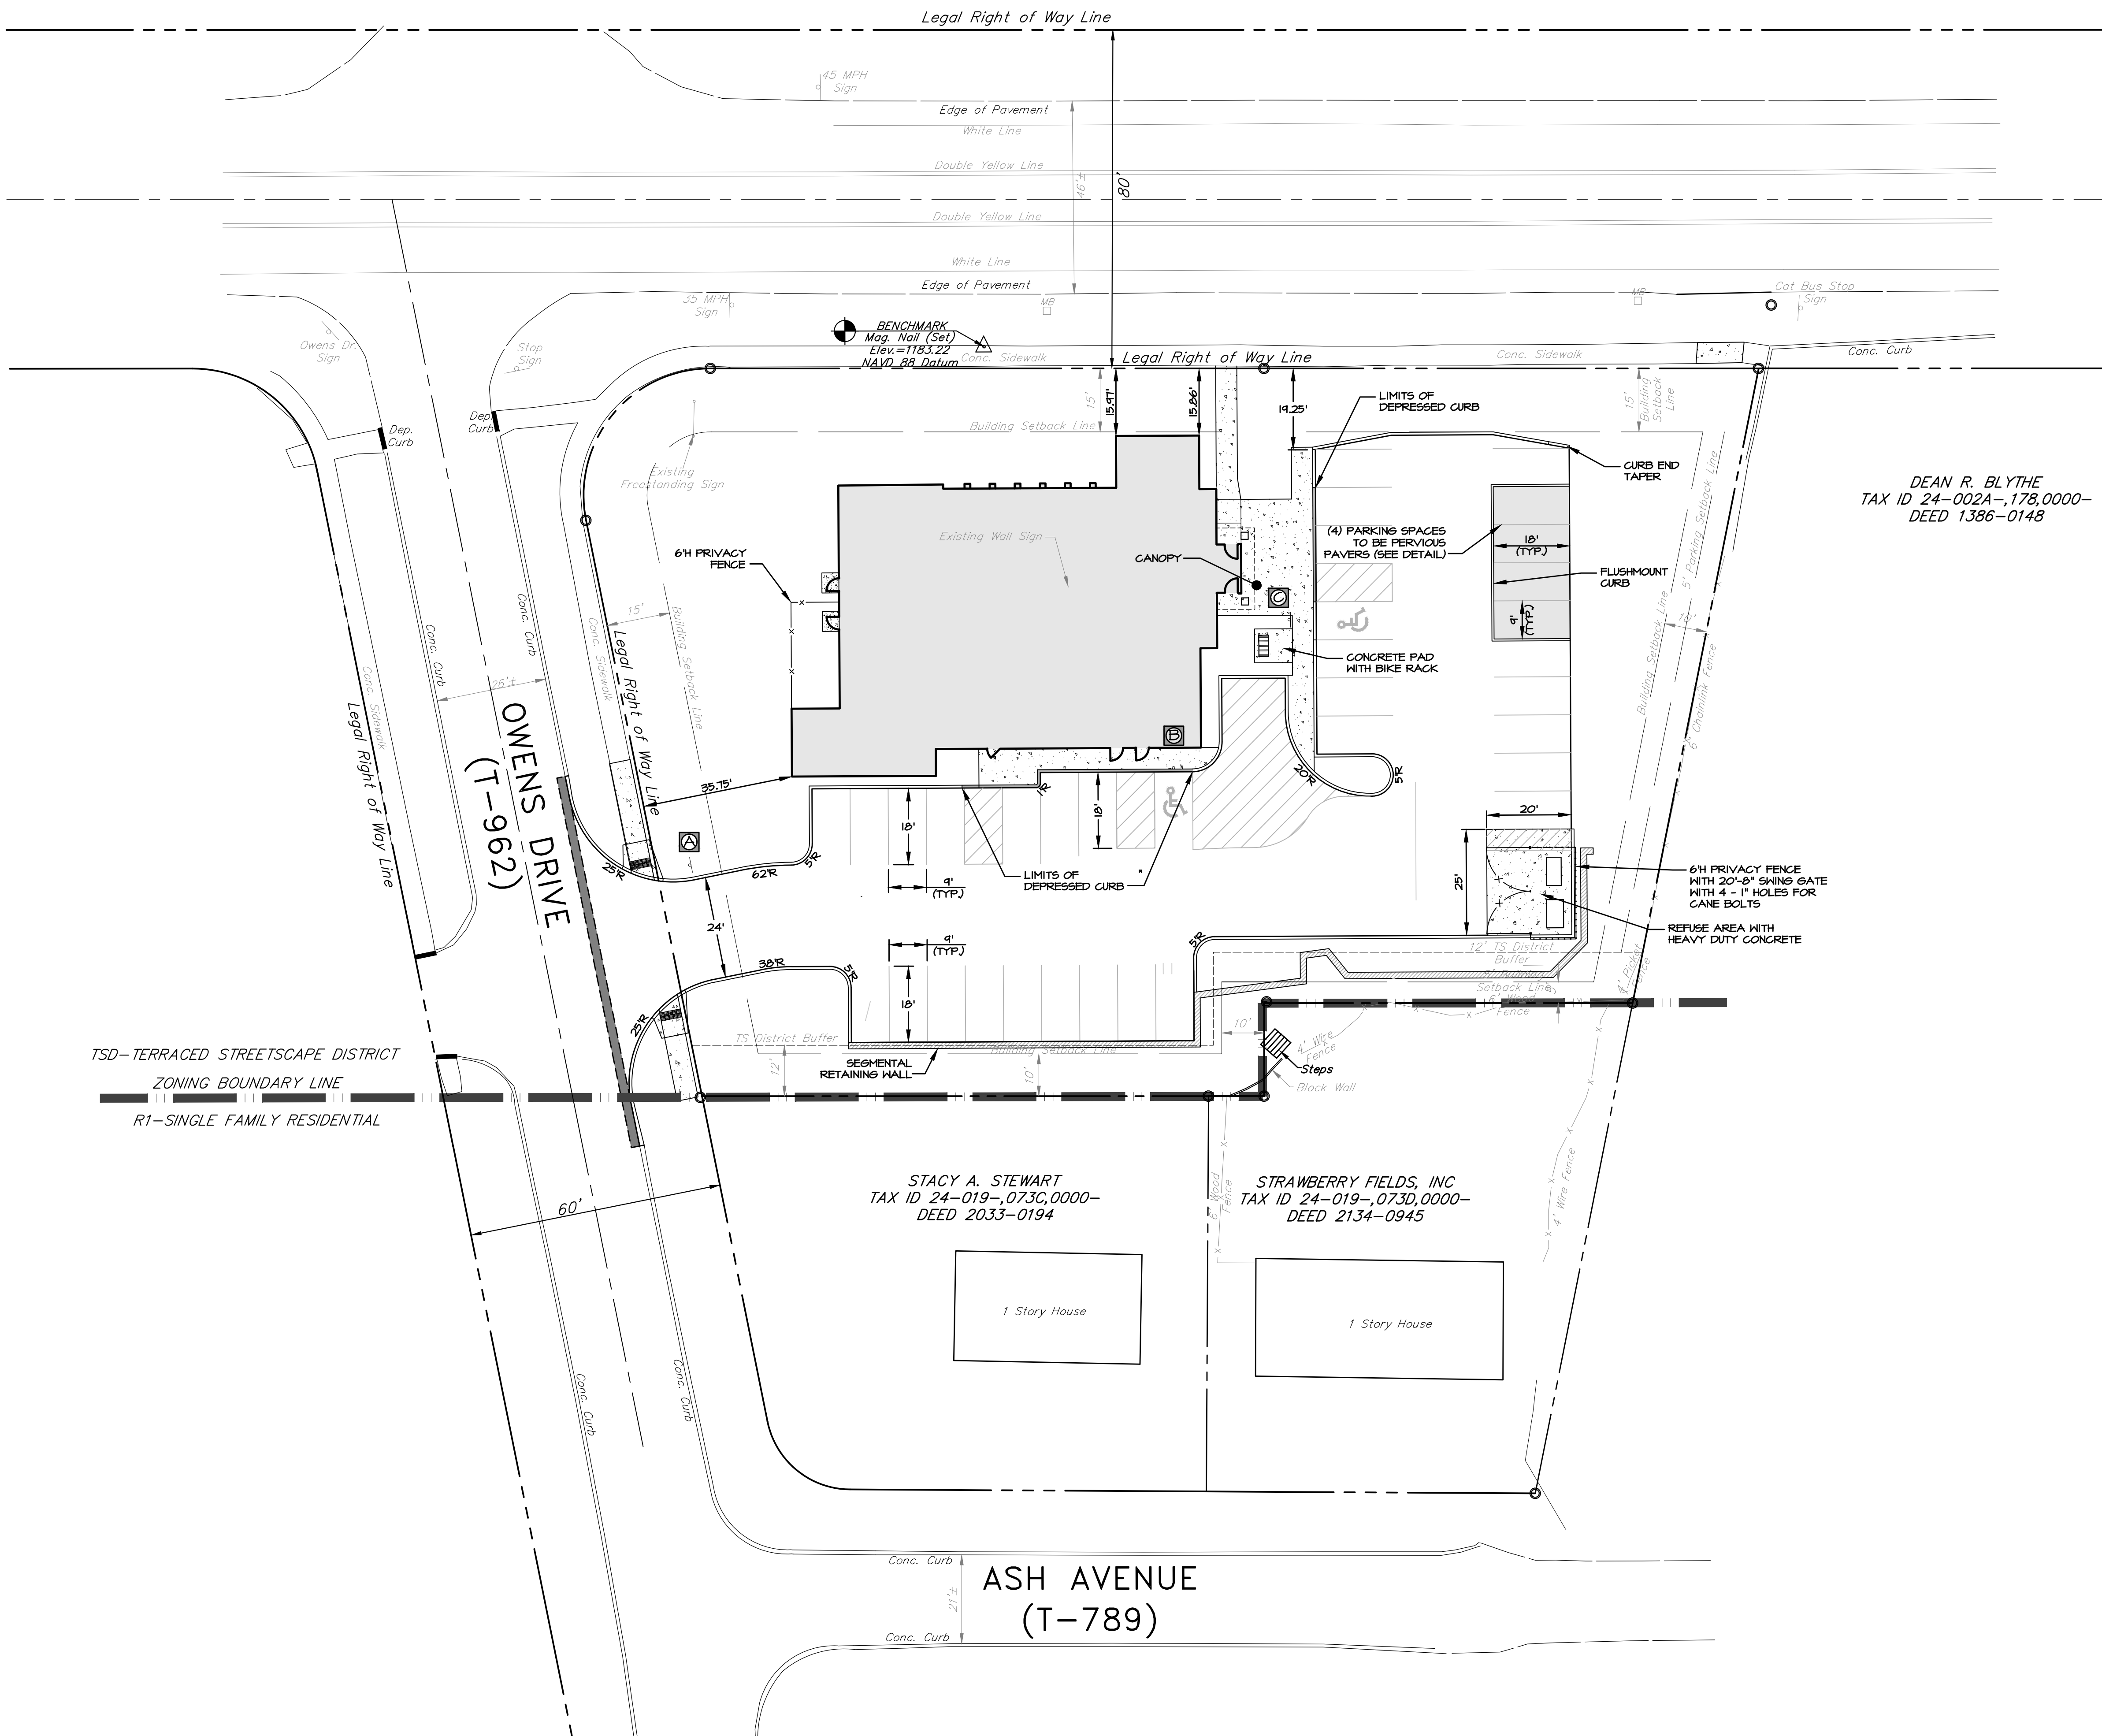 Legal Right of Way Line
45 MPH
Sign
Edge of Pavement
White Line
Double Yellow Line
46'±
80'
Double Yellow Line
White Line
Edge of Pavement
35 MPH
Sign
MB
MB
Cat Bus Stop
Sign
Owens Dr.
Sign
Stop
Sign
BENCHMARK
Mag. Nail (Set)
Elev.=1183.22
NAVD 88 Datum
Conc. Sidewalk
Legal Right of Way Line
Conc. Sidewalk
Conc. Curb
Dep.
Curb
Dep.
Curb
15'
15.97'
15.86'
19.25'
LIMITS OF
DEPRESSED CURB
15'
Building
Setback
Line
Building Setback Line
Existing
Freestanding Sign
CURB END
TAPER
DEAN R. BLYTHE
TAX ID 24-002A-,178,0000-
DEED 1386-0148
Existing Wall Sign
(4) PARKING SPACES
TO BE PERVIOUS
PAVERS (SEE DETAIL)
18'
(TYP.)
6'H PRIVACY
FENCE
CANOPY
C
FLUSHMOUNT
CURB
9'
(TYP.)
Building Setback Line
5' Parking Setback Line
10'
6' Chainlink Fence
Conc. Curb
Conc. Curb
Conc. Sidewalk
Conc. Sidewalk
15'
Building Setback Line
Legal Right of Way Line
Legal Right of Way Line
26'±
CONCRETE PAD
WITH BIKE RACK
OWENS DRIVE
(T-962)
B
35.75'
20'R
5'R
1'R
18'
18'
20'
A
25'R
62'R
5'R
9'
(TYP.)
LIMITS OF
DEPRESSED CURB
"
25'
6'H PRIVACY FENCE
WITH 20'-8" SWING GATE
WITH 4 - 1" HOLES FOR
CANE BOLTS
REFUSE AREA WITH
HEAVY DUTY CONCRETE
24'
9'
(TYP.)
5'R
12' TS District
Buffer
Setback Line
6' Wood
Fence
4' Picket
Fence
38'R
5'R
18'
25'R
10'
4' Wire
Fence
TS District Buffer
Building Setback Line
12'
10'
SEGMENTAL
RETAINING WALL
Steps
Block Wall
TSD-TERRACED STREETSCAPE DISTRICT
ZONING BOUNDARY LINE
R1-SINGLE FAMILY RESIDENTIAL
60'
STACY A. STEWART
TAX ID 24-019-,073C,0000-
DEED 2033-0194
6' Wood
Fence
STRAWBERRY FIELDS, INC
TAX ID 24-019-,073D,0000-
DEED 2134-0945
4' Wire Fence
1 Story House
1 Story House
Conc. Curb
Conc. Curb
Conc. Curb
ASH AVENUE
(T-789)
21'±
Conc. Curb